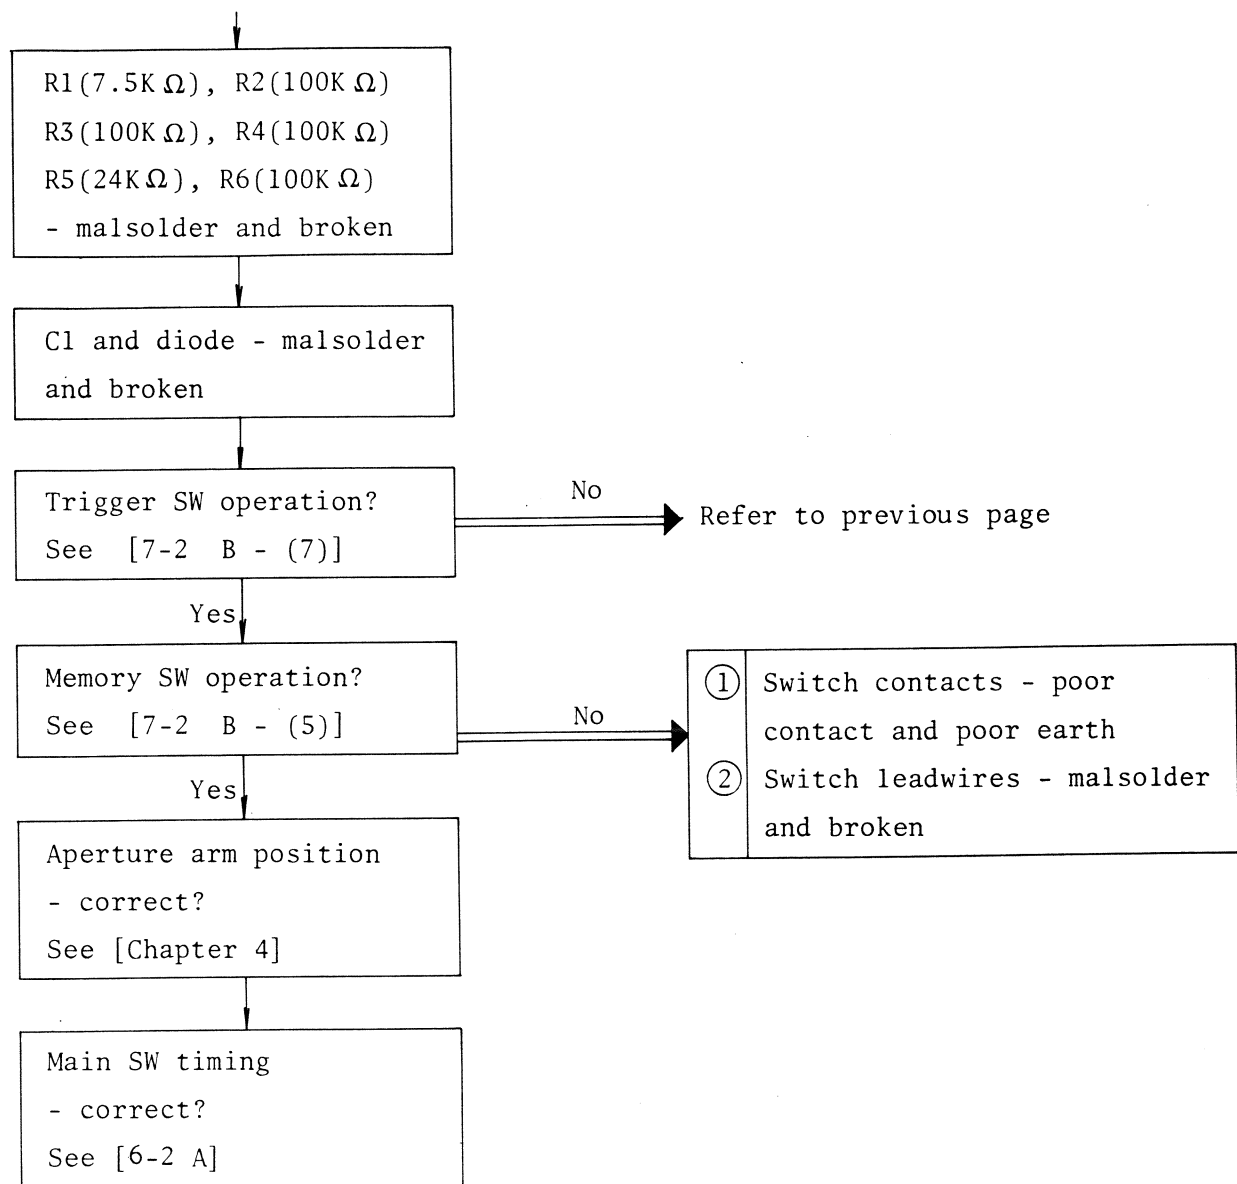 R1(7.5KΩ), R2(100KΩ)
R3(100KΩ), R4(100KΩ)
R5(24KΩ), R6(100KΩ)
- malsolder and broken
C1 and diode - malsolder
and broken
Trigger SW operation?
See [7-2 B - (7)]
No
Refer to previous page
Yes
Memory SW operation?
See [7-2 B - (5)]
No
① Switch contacts - poor
contact and poor earth
② Switch leadwires - malsolder
and broken
Yes
Aperture arm position
- correct?
See [Chapter 4]
Main SW timing
- correct?
See [6-2 A]